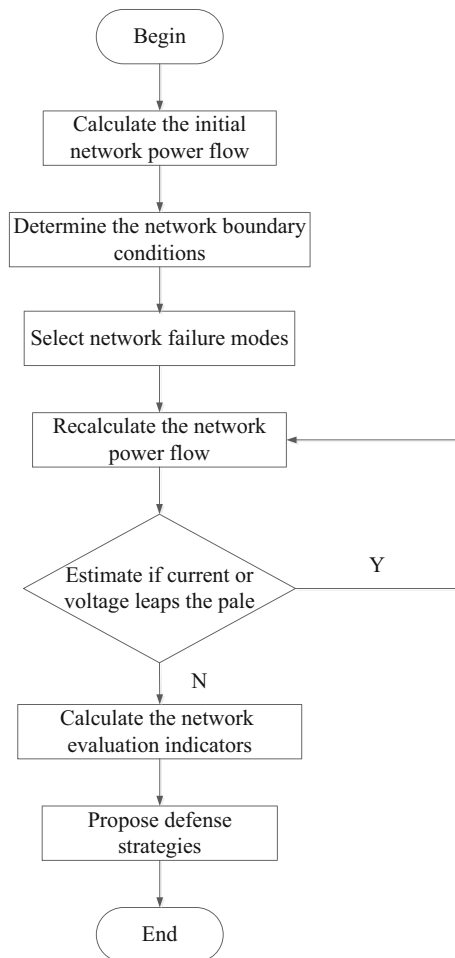 Begin
Calculate the initial
network power flow
Determine the network boundary
conditions
Select network failure modes
Recalculate the network
power flow
Estimate if current or
voltage leaps the pale
Y
N
Calculate the network
evaluation indicators
Propose defense
strategies
End